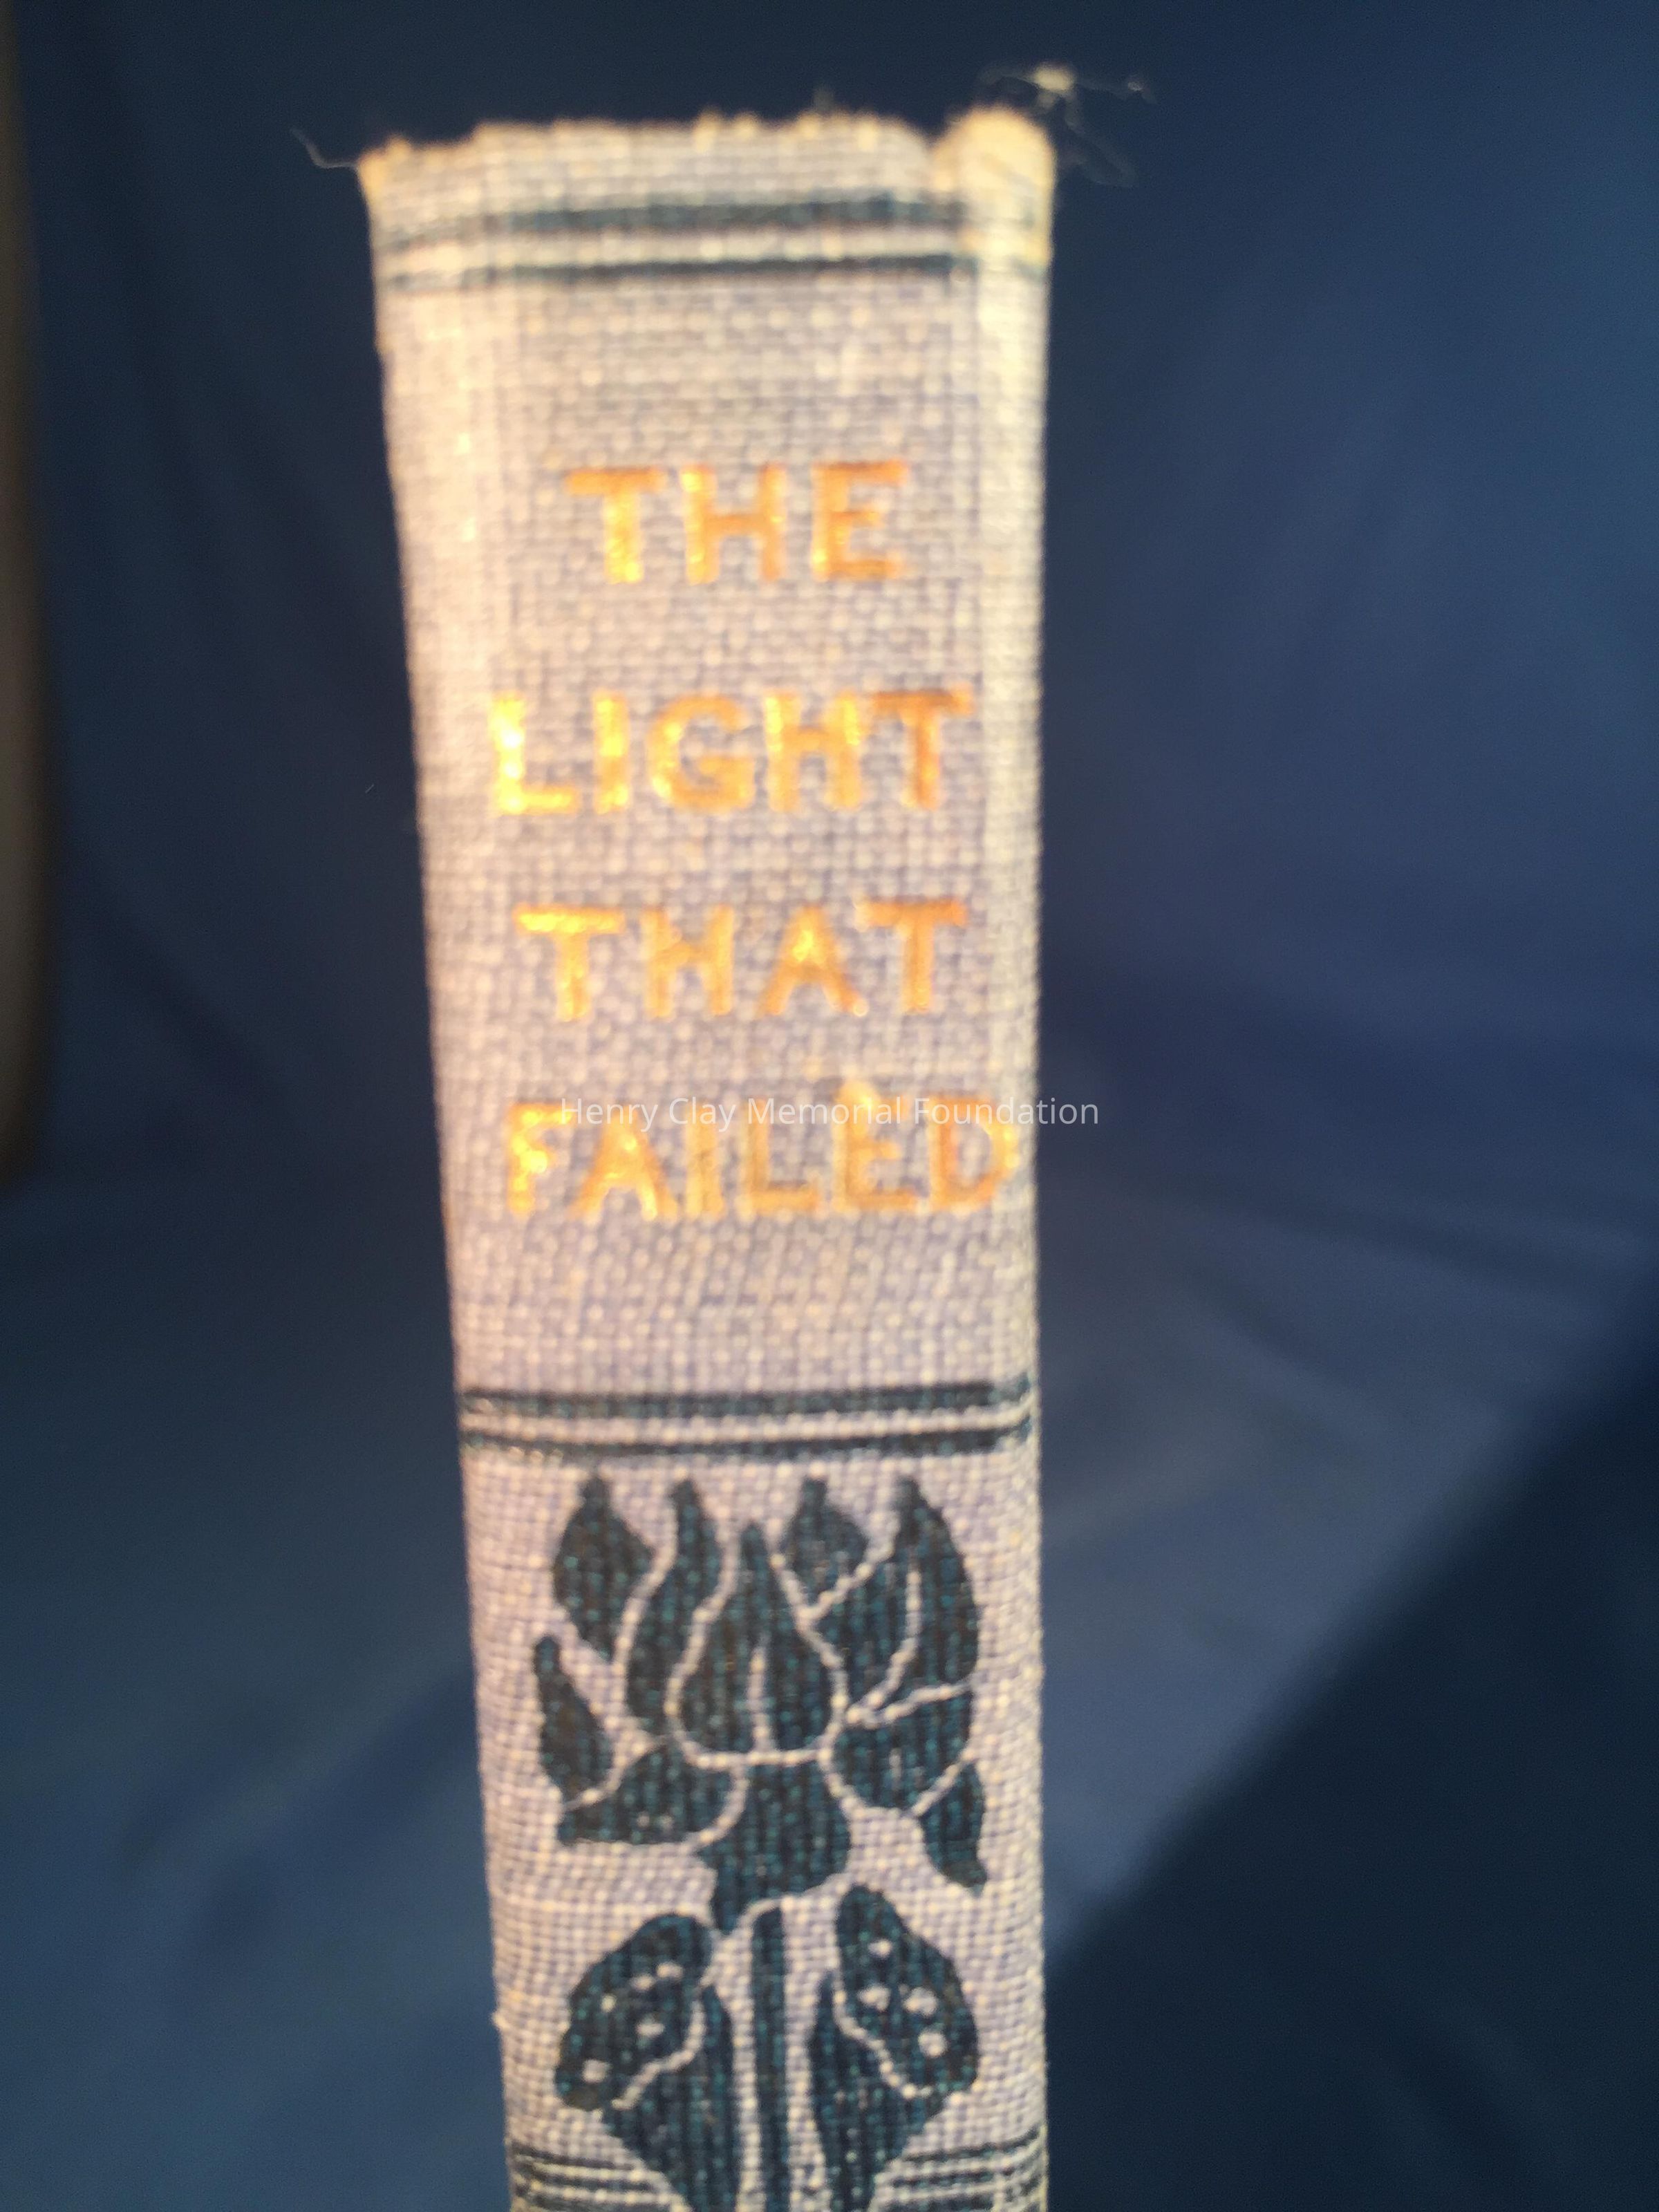 THE
LIGHT
THAT
FAILED
Henry Clay Memorial Foundation